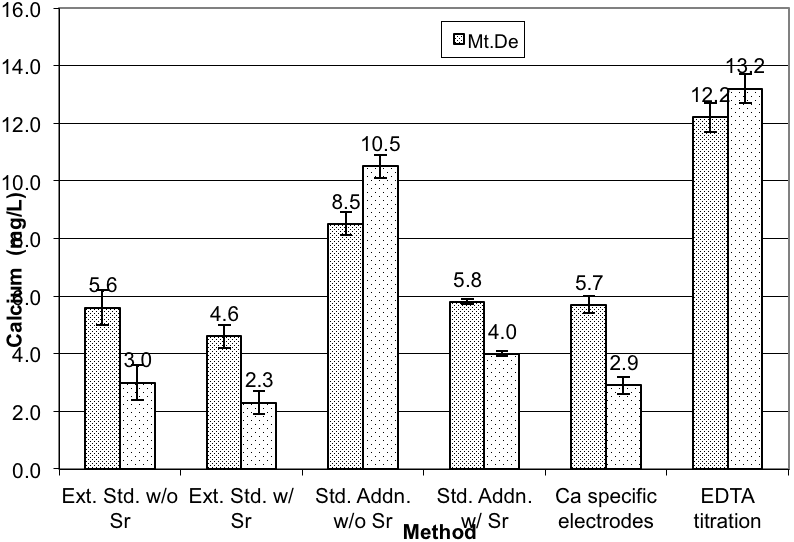 16.0
14.0
12.0
10.0
8.0
6.0
4.0
2.0
0.0
Calcium (mg/L)
Mt.De
5.6
3.0
4.6
2.3
8.5
10.5
5.8
4.0
5.7
2.9
12.2
13.2
Ext. Std. w/o
Sr
Ext. Std. w/
Sr
Std. Addn.
w/o Sr
Std. Addn.
w/ Sr
Ca specific
electrodes
EDTA
titration
Method